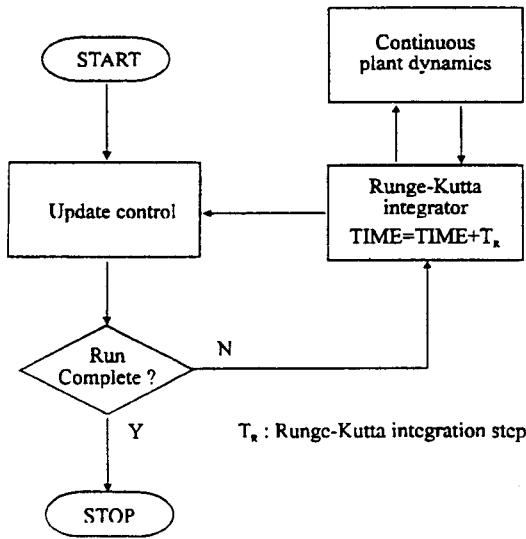 START
Continuous
plant dynamics
Update control
Runge-Kutta
integrator
TIME=TIME+T_R
Run
Complete ?
N
Y
T_R : Runge-Kutta integration step
STOP